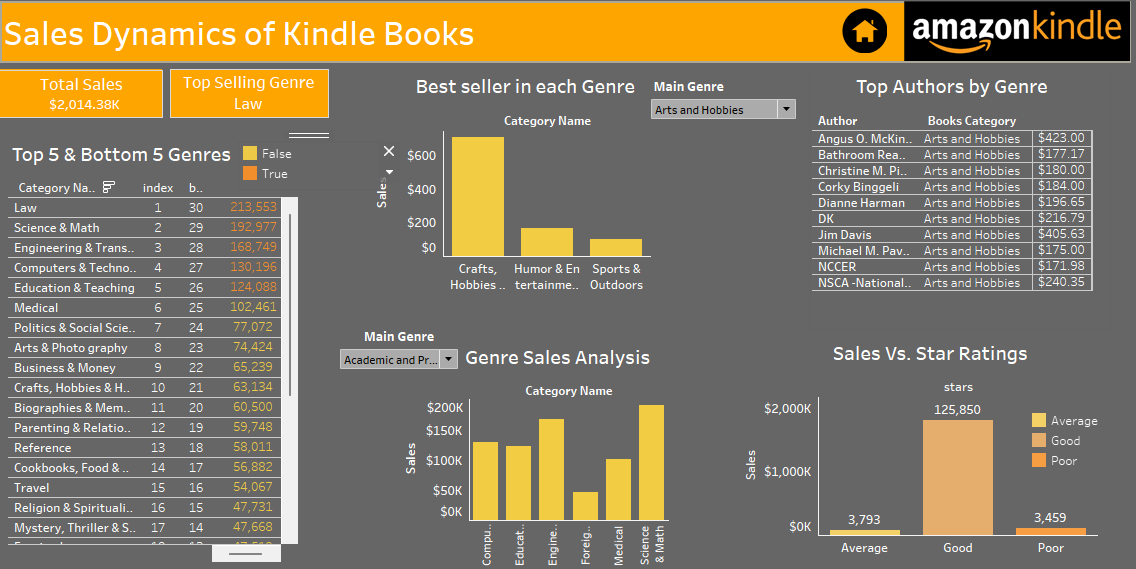 Sales Dynamics of Kindle Books
amazonkindle
Total Sales
$2,014.38K
Top Selling Genre
Law
Top 5 & Bottom 5 Genres
False
True
Category Na.. index b..
Law 1 30 213,553
Science & Math 2 29 192,977
Engineering & Trans.. 3 28 168,749
Computers & Techno.. 4 27 130,196
Education & Teaching 5 26 124,088
Medical 6 25 102,461
Politics & Social Scie.. 7 24 77,072
Arts & Photo graphy 8 23 74,424
Business & Money 9 22 65,239
Crafts, Hobbies & H.. 10 21 63,134
Biographies & Mem.. 11 20 60,500
Parenting & Relatio.. 12 19 59,748
Reference 13 18 58,011
Cookbooks, Food & .. 14 17 56,882
Travel 15 16 54,067
Religion & Spirituali.. 16 15 47,731
Mystery, Thriller & S.. 17 14 47,668
Best seller in each Genre
Main Genre
Arts and Hobbies
Category Name
Sales
$600
$400
$200
$0
Crafts,
Hobbies ..
Humor & En
tertainme..
Sports &
Outdoors
Top Authors by Genre
Author Books Category
Angus O. McKin.. Arts and Hobbies $423.00
Bathroom Rea.. Arts and Hobbies $177.17
Christine M. Pi.. Arts and Hobbies $180.00
Corky Binggeli Arts and Hobbies $184.00
Dianne Harman Arts and Hobbies $196.65
DK Arts and Hobbies $216.79
Jim Davis Arts and Hobbies $405.63
Michael M. Pav.. Arts and Hobbies $175.00
NCCER Arts and Hobbies $171.98
NSCA -National.. Arts and Hobbies $240.35
Main Genre
Academic and Pr...
Genre Sales Analysis
Category Name
Sales
$200K
$150K
$100K
$50K
$0K
Compu..
Educat..
Engine..
Foreig..
Medical
Science
& Math
Sales Vs. Star Ratings
stars
Sales
$2,000K
$1,000K
$0K
3,793
125,850
3,459
Average
Good
Poor
Average
Good
Poor